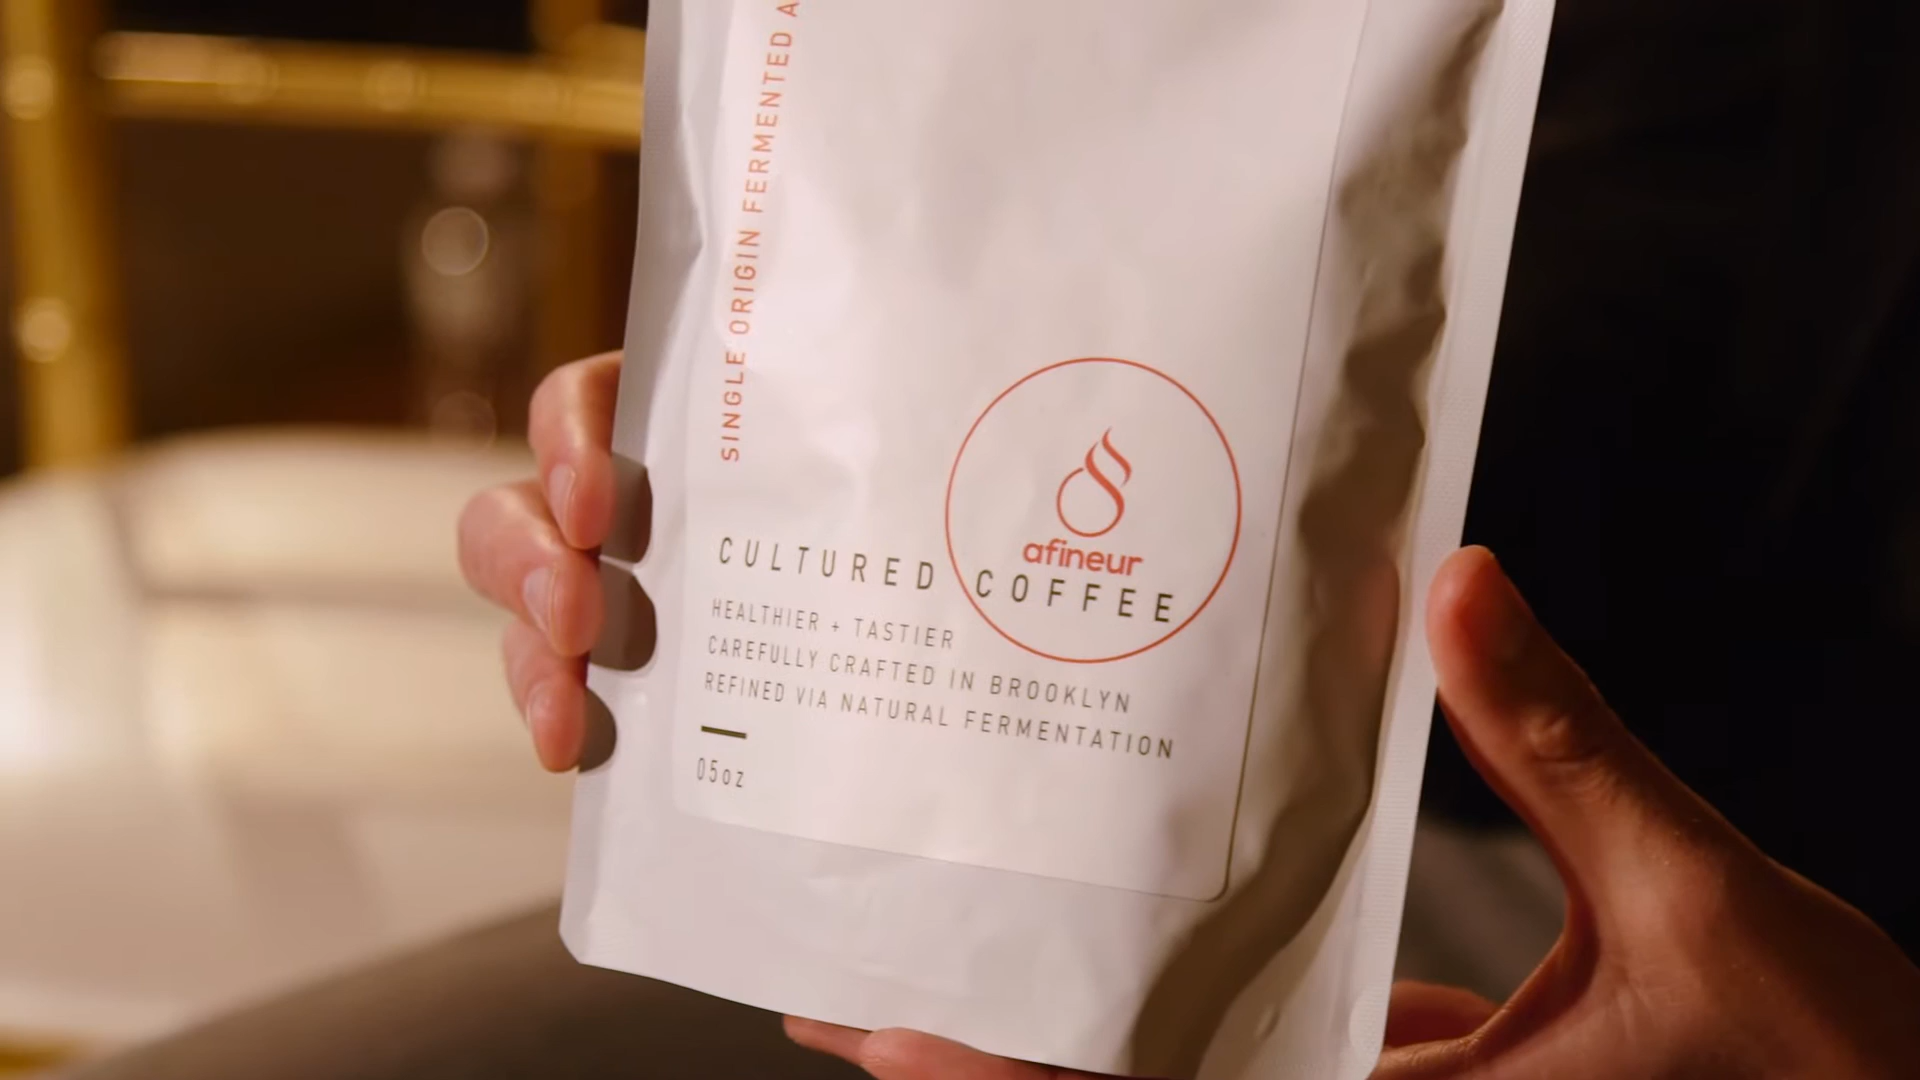 SINGLE ORIGIN FERMENTED
afineur
CULTURED COFFEE
HEALTHIER + TASTIER
CAREFULLY CRAFTED IN BROOKLYN
REFINED VIA NATURAL FERMENTATION
05oz